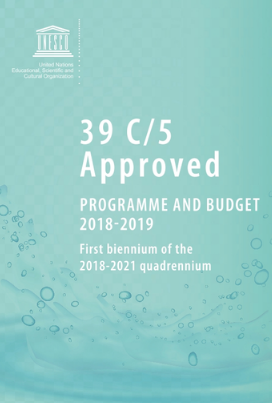 UNESCO
United Nations
Educational, Scientific and
Cultural Organization
39 C/5
Approved
PROGRAMME AND BUDGET
2018-2019
First biennium of the
2018-2021 quadrennium